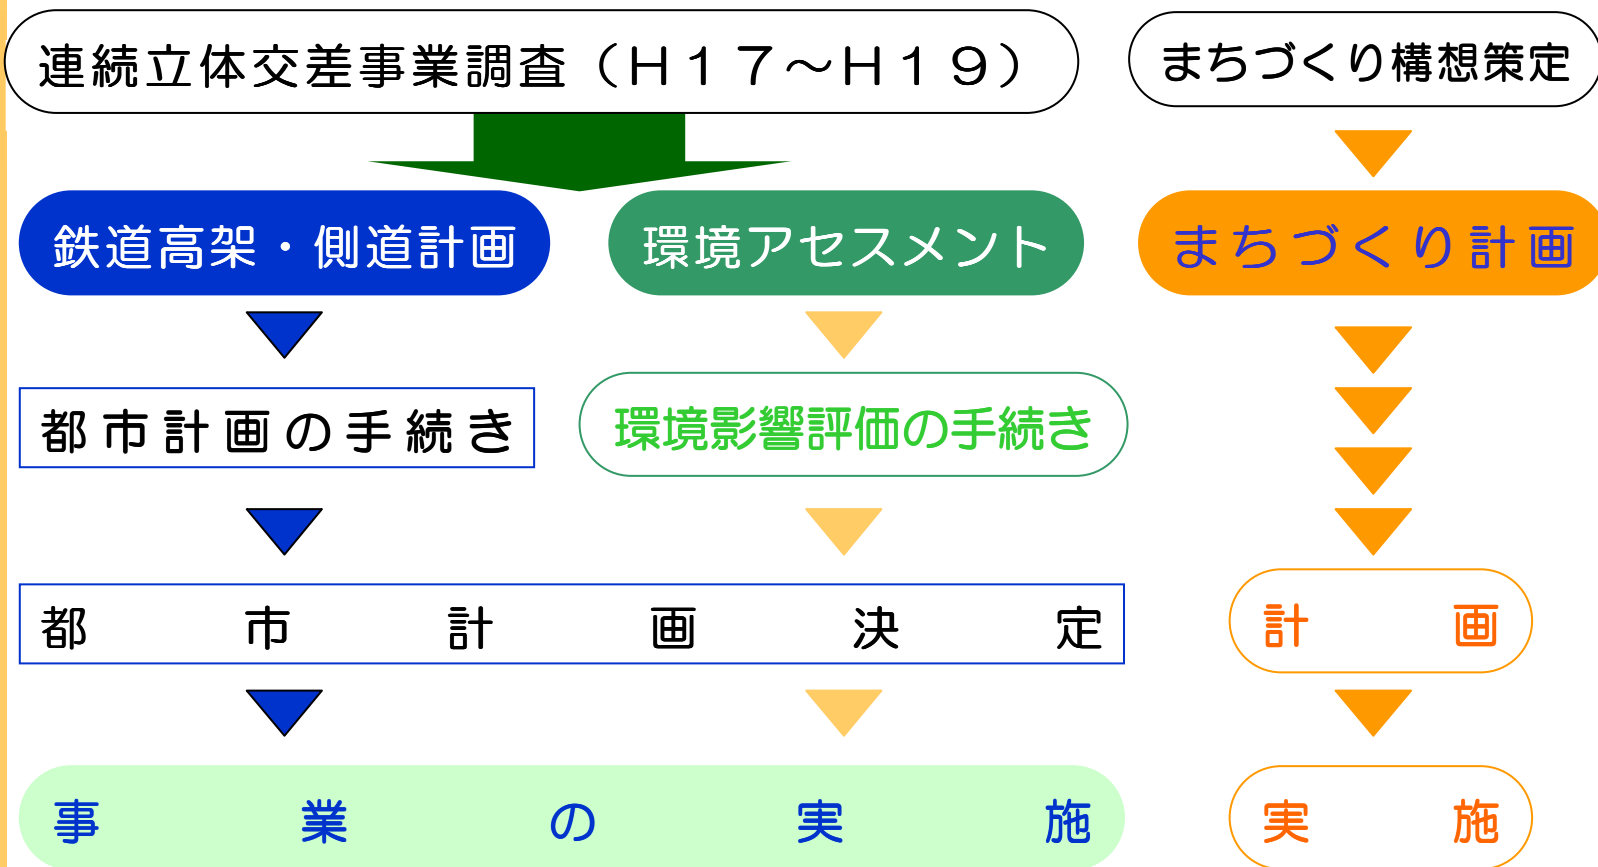 連続立体交差事業調査（Ｈ１７～Ｈ１９）
まちづくり構想策定
鉄道高架・側道計画
環境アセスメント
まちづくり計画
都市計画の手続き
環境影響評価の手続き
都市計画決定
計画
事業の実施
実施